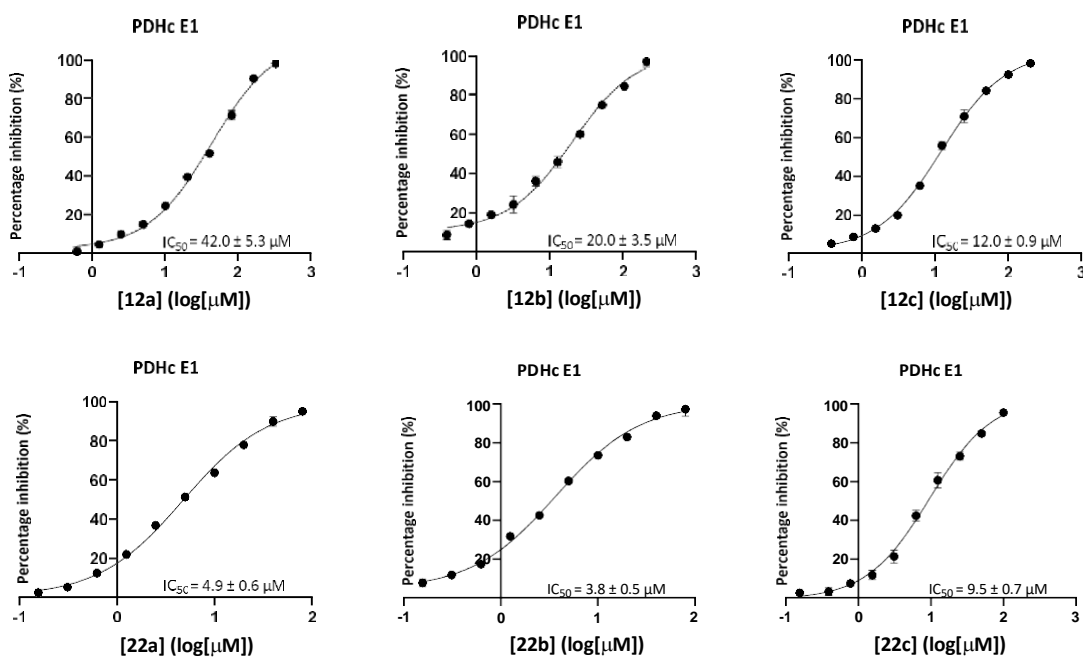 PDHc E1
Percentage inhibition (%)
100
80
60
40
20
-1 0 1 2 3
IC50 = 42.0 ± 5.3 μM
[12a] (log[μM])
PDHc E1
Percentage inhibition (%)
100
80
60
40
20
-1 0 1 2 3
IC50 = 20.0 ± 3.5 μM
[12b] (log[μM])
PDHc E1
Percentage inhibition (%)
100
80
60
40
20
-1 0 1 2 3
IC50 = 12.0 ± 0.9 μM
[12c] (log[μM])
PDHc E1
Percentage inhibition (%)
100
80
60
40
20
-1 0 1 2
IC50 = 4.9 ± 0.6 μM
[22a] (log[μM])
PDHc E1
Percentage inhibition (%)
100
80
60
40
20
-1 0 1 2
IC50 = 3.8 ± 0.5 μM
[22b] (log[μM])
PDHc E1
Percentage inhibition (%)
100
80
60
40
20
-1 0 1 2 3
IC50 = 9.5 ± 0.7 μM
[22c] (log[μM])